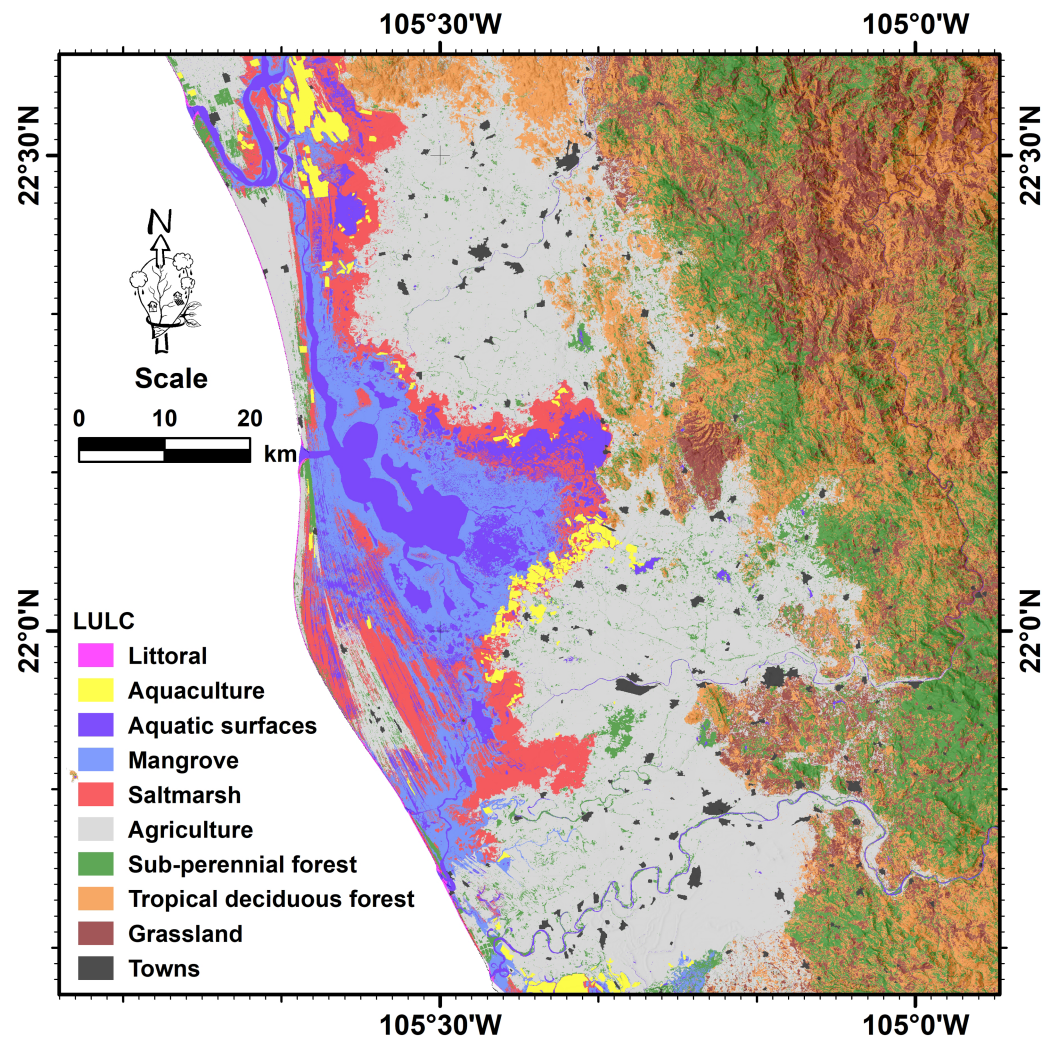 105°30'W 105°0'W
22°30'N 22°30'N
N
Scale
0 10 20
km
22°0'N 22°0'N
LULC
Littoral
Aquaculture
Aquatic surfaces
Mangrove
Saltmarsh
Agriculture
Sub-perennial forest
Tropical deciduous forest
Grassland
Towns
105°30'W 105°0'W